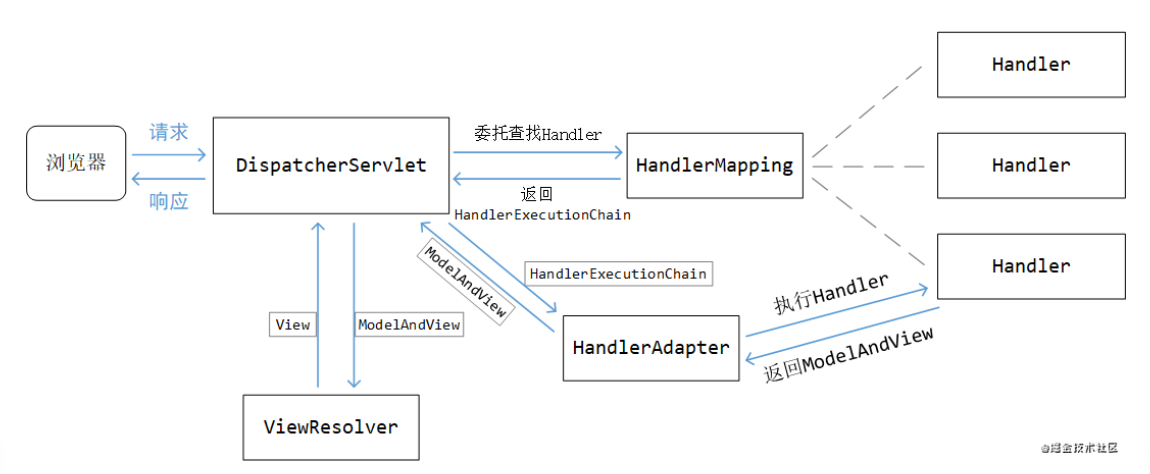 Handler
请求
委托查找Handler
浏览器
DispatcherServlet
HandlerMapping
Handler
响应
返回
HandlerExecutionChain
Handler
ModelAndView
HandlerExecutionChain
执行Handler
View
ModelAndView
HandlerAdapter
返回ModelAndView
ViewResolver
@掘金技术社区